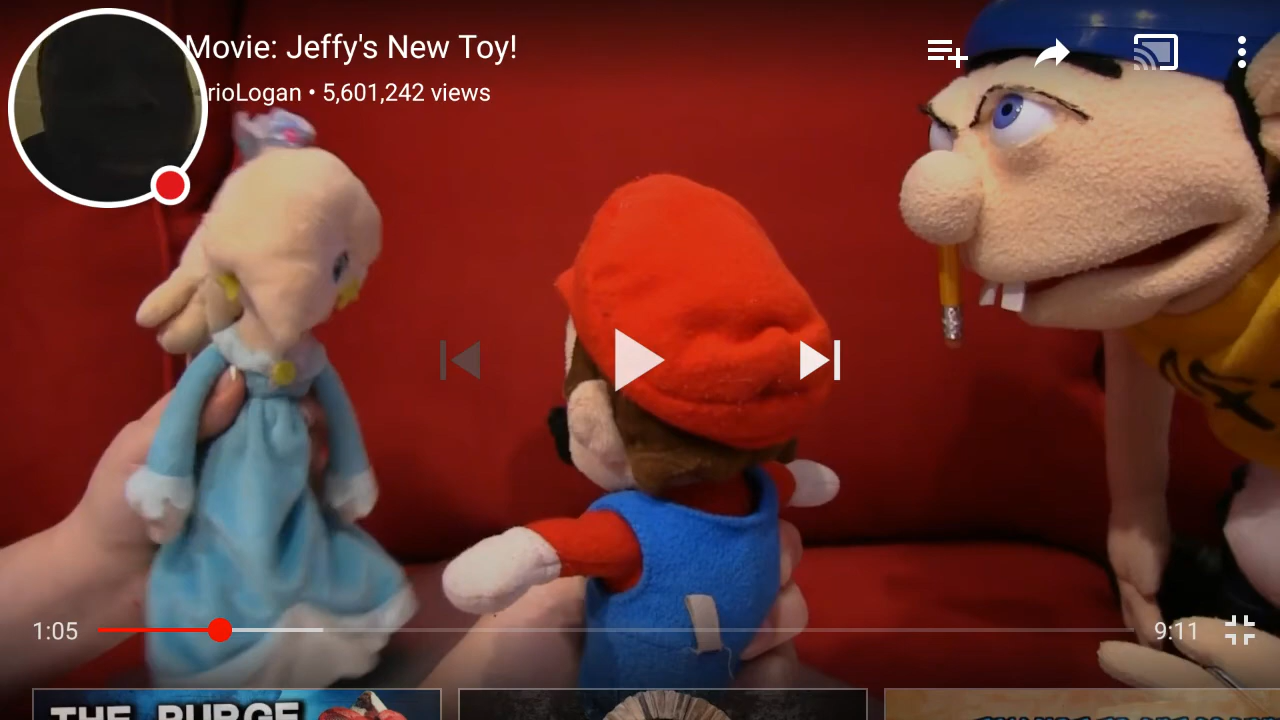 Movie: Jeffy's New Toy!
rioLogan • 5,601,242 views
1:05
9:11
THE PURGE